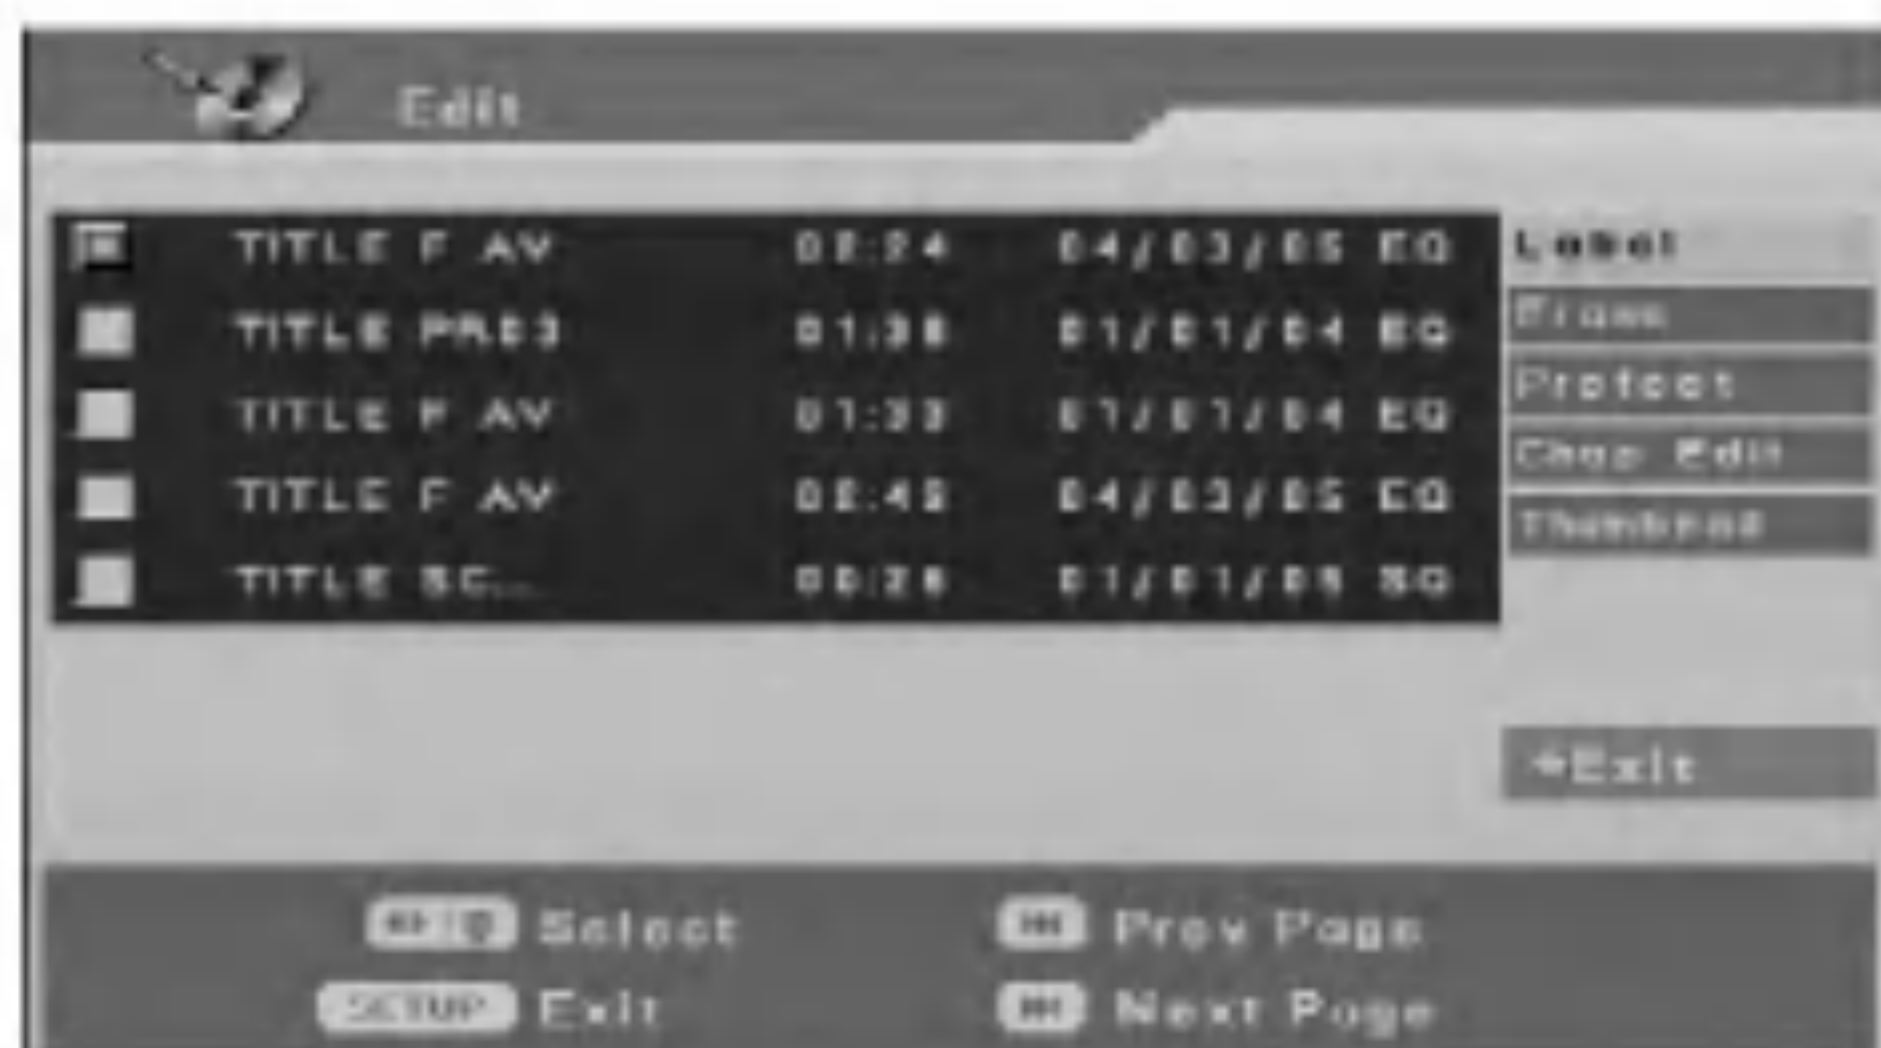 Edit
TITLE F AV 02:24 04/03/05 EQ
TITLE PR03 01:36 01/01/04 EQ
TITLE F AV 01:33 01/01/04 EQ
TITLE F AV 02:45 04/03/05 EQ
TITLE SC... 00:26 01/01/05 SQ
Label
Erase
Protect
Chap Edit
Exit
Select
SETUP Exit
Prev Page
Next Page